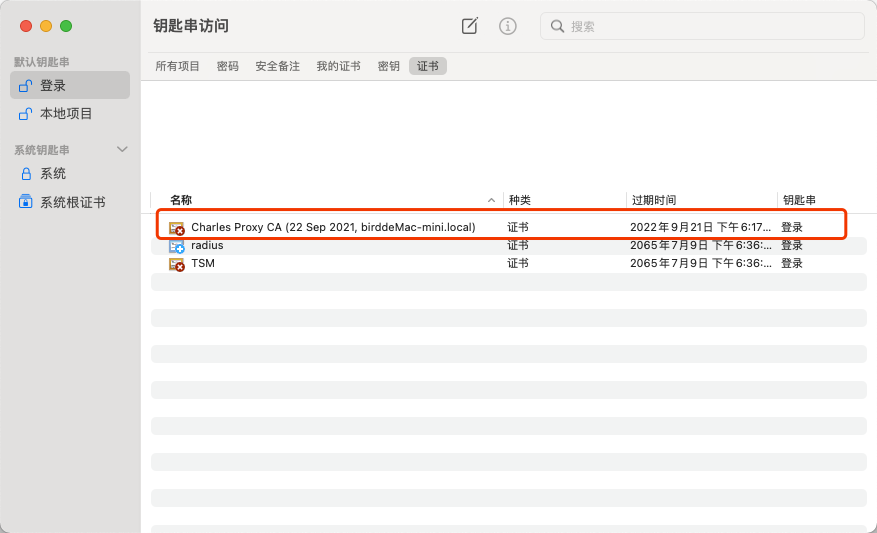 钥匙串访问
搜索
默认钥匙串
登录
本地项目
系统钥匙串
系统
系统根证书
所有项目 密码 安全备注 我的证书 密钥 证书
名称 种类 过期时间 钥匙串
Charles Proxy CA (22 Sep 2021, birddeMac-mini.local) 证书 2022年9月21日 下午6:17... 登录
radius 证书 2065年7月9日 下午6:36:... 登录
TSM 证书 2065年7月9日 下午6:36:... 登录